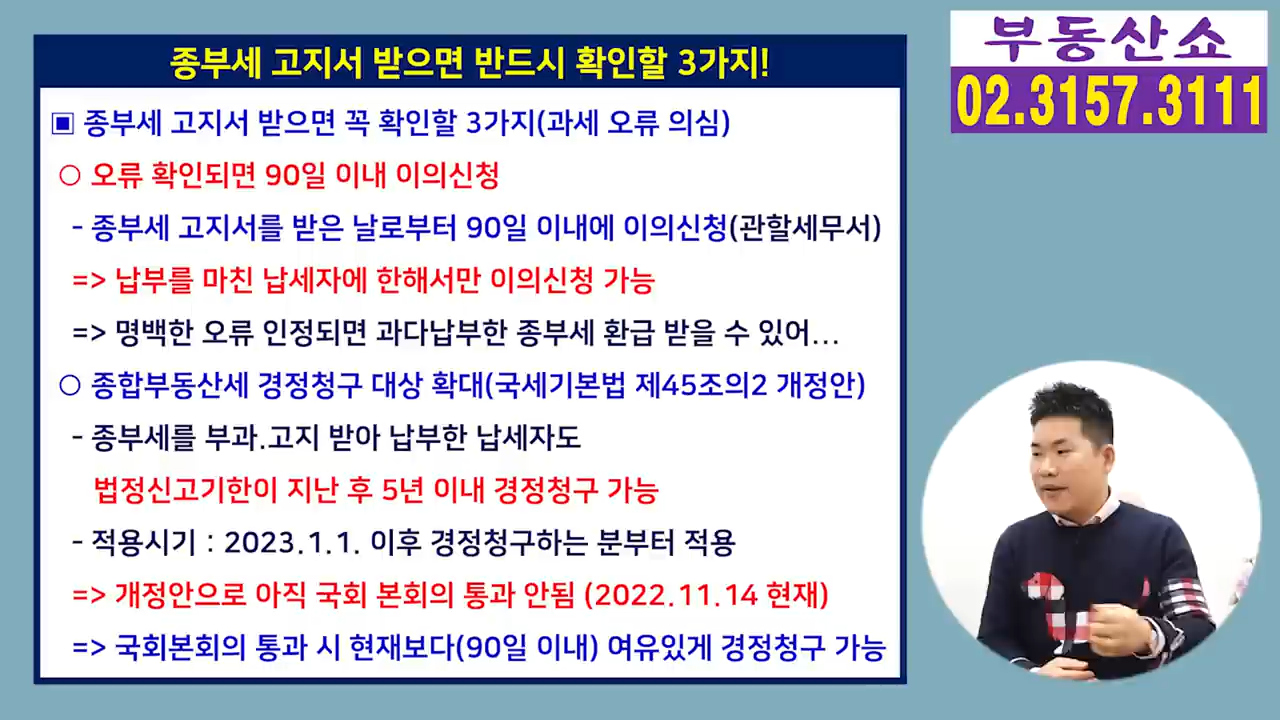 종부세 고지서 받으면 반드시 확인할 3가지!
부동산쇼
02.3157.3111
▣ 종부세 고지서 받으면 꼭 확인할 3가지(과세 오류 의심)
○ 오류 확인되면 90일 이내 이의신청
- 종부세 고지서를 받은 날로부터 90일 이내에 이의신청(관할세무서)
=> 납부를 마친 납세자에 한해서만 이의신청 가능
=> 명백한 오류 인정되면 과다납부한 종부세 환급 받을 수 있어...
○ 종합부동산세 경정청구 대상 확대(국세기본법 제45조의2 개정안)
- 종부세를 부과.고지 받아 납부한 납세자도
법정신고기한이 지난 후 5년 이내 경정청구 가능
- 적용시기 : 2023.1.1. 이후 경정청구하는 분부터 적용
=> 개정안으로 아직 국회 본회의 통과 안됨 (2022.11.14 현재)
=> 국회본회의 통과 시 현재보다(90일 이내) 여유있게 경정청구 가능